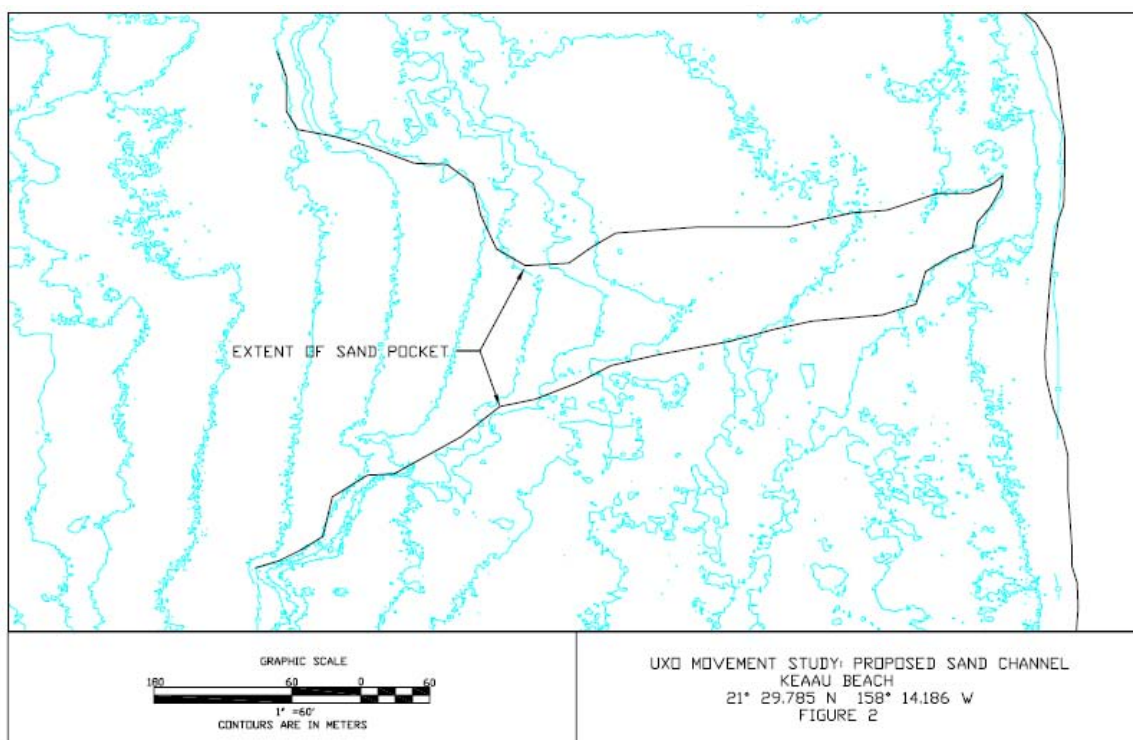 EXTENT OF SAND POCKET
GRAPHIC SCALE
180 60 0 60
1" =60'
CONTOURS ARE IN METERS
UXO MOVEMENT STUDY: PROPOSED SAND CHANNEL
KEAAU BEACH
21° 29.785 N 158° 14.186 W
FIGURE 2